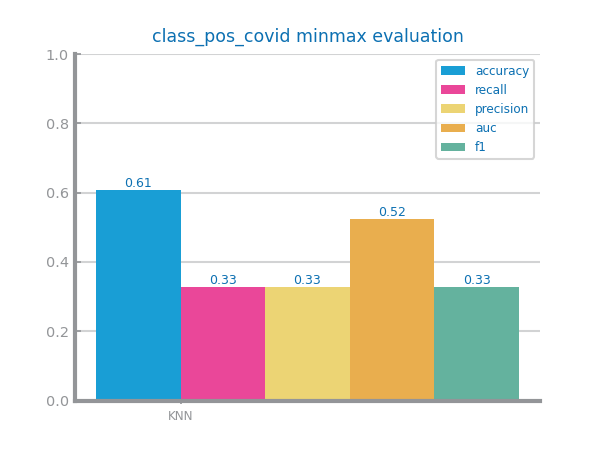 class_pos_covid minmax evaluation
1.0
0.8
0.6
0.4
0.2
0.0
0.61
0.33
0.33
0.52
0.33
accuracy
recall
precision
auc
f1
KNN